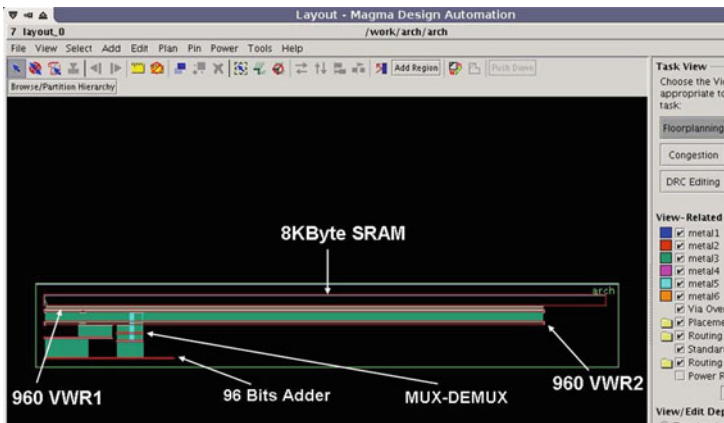 Layout - Magma Design Automation
7 layout_0 /work/arch/arch
File View Select Add Edit Plan Pin Power Tools Help
Add Region Push Down
Browse/Partition Hierarchy
Task View
Choose the Vi
appropriate to
task:
Floorplanning
Congestion
DRC Editing
View-Related
metal1
metal2
metal3
metal4
metal5
metal6
Via Over
Placeme
Routing
Standar
Routing
Power R
View/Edit Dep
8KByte SRAM
arch
960 VWR1
96 Bits Adder
MUX-DEMUX
960 VWR2